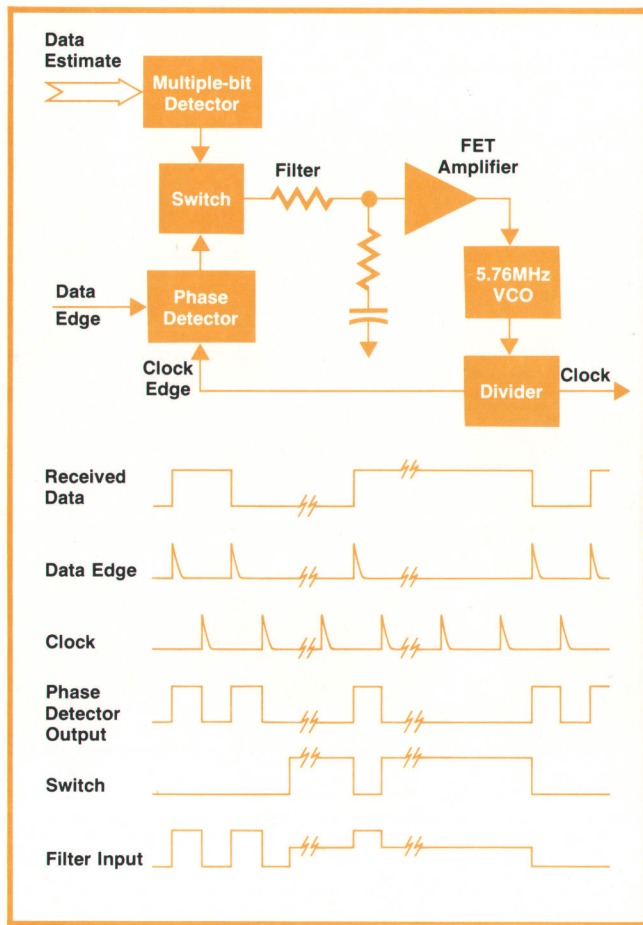 Data
Estimate
Multiple-bit
Detector
FET
Amplifier
Filter
Switch
5.76MHz
VCO
Data
Edge
Phase
Detector
Clock
Edge
Divider
Clock
Received
Data
Data Edge
Clock
Phase
Detector
Output
Switch
Filter Input